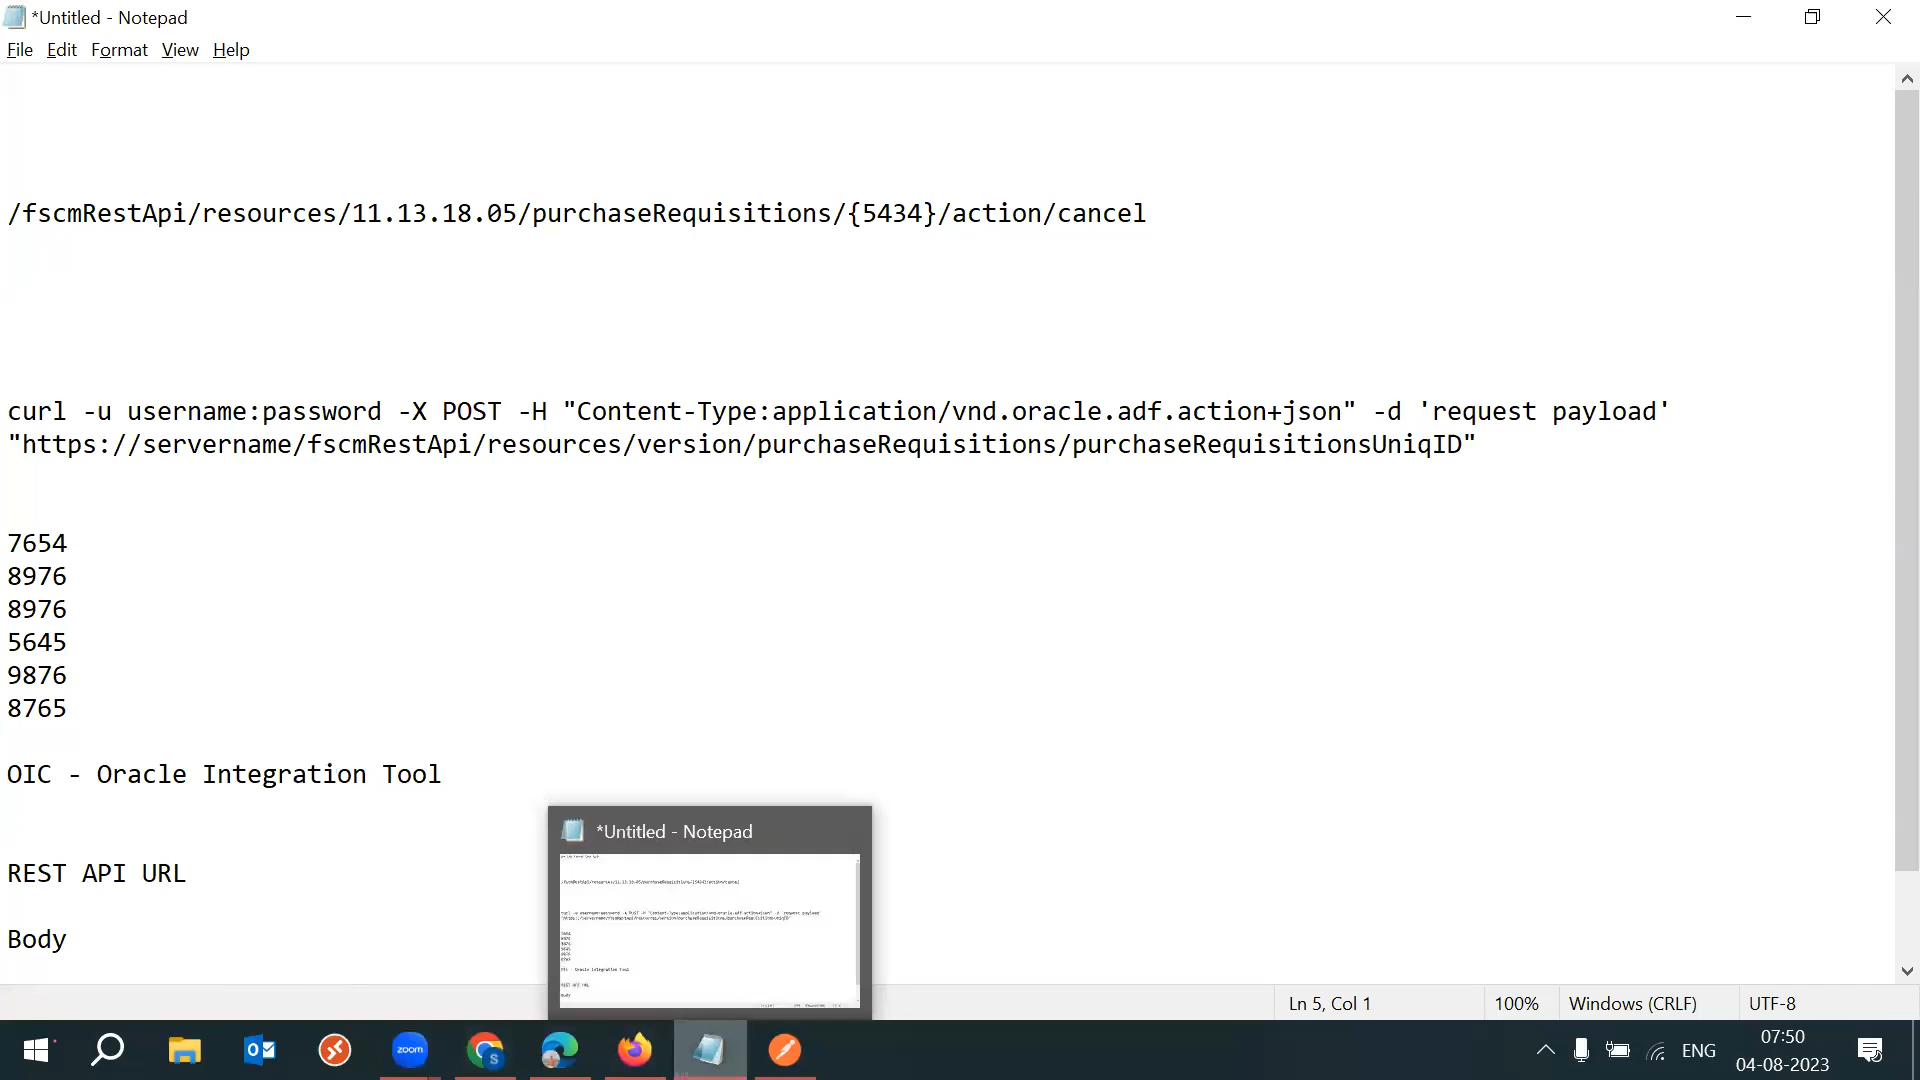 *Untitled - Notepad
File Edit Format View Help
/fscmRestApi/resources/11.13.18.05/purchaseRequisitions/{5434}/action/cancel
curl -u username:password -X POST -H "Content-Type:application/vnd.oracle.adf.action+json" -d 'request payload'
"https://servername/fscmRestApi/resources/version/purchaseRequisitions/purchaseRequisitionsUniqID"
7654
8976
8976
5645
9876
8765
OIC - Oracle Integration Tool
REST API URL
Body
*Untitled - Notepad
Ln 5, Col 1
100%
Windows (CRLF)
UTF-8
zoom
S
ENG
07:50
04-08-2023